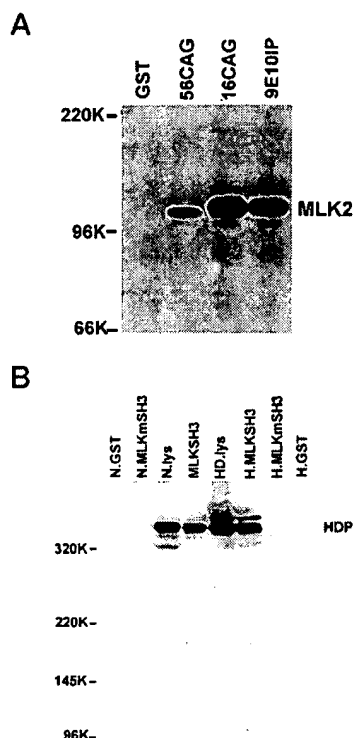 A
GST
56CAG
16CAG
9E10IP
220K–
MLK2
96K–
66K–
B
N.GST
N.MLKmSH3
N.lys
MLKSH3
HD.lys
H.MLKSH3
H.MLKmSH3
H.GST
HDP
320K–
220K–
145K–
96K–